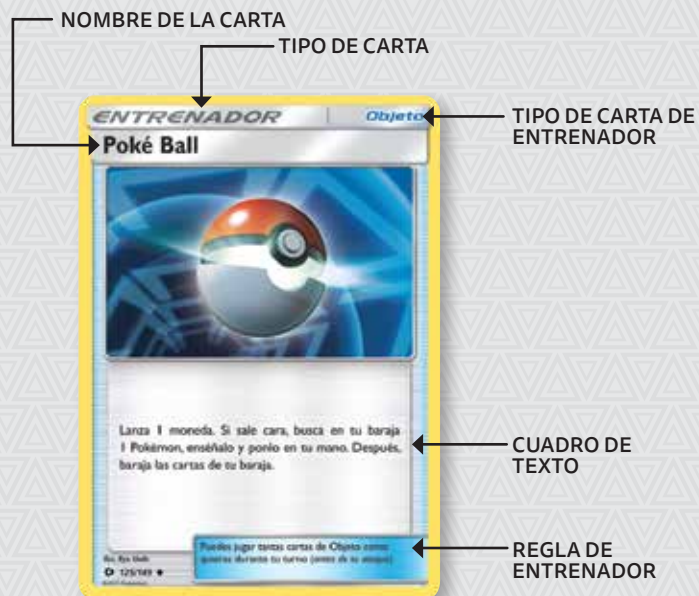 NOMBRE DE LA CARTA
TIPO DE CARTA
ENTRENADOR
Objeto
TIPO DE CARTA DE
ENTRENADOR
Poké Ball
Lanza 1 moneda. Si sale cara, busca en tu baraja
1 Pokémon, enséñalo y ponlo en tu mano. Después,
baraja las cartas de tu baraja.
CUADRO DE
TEXTO
Puedes jugar tantas cartas de Objeto como
quieras durante tu turno (antes de tu ataque).
REGLA DE
ENTRENADOR
125/149